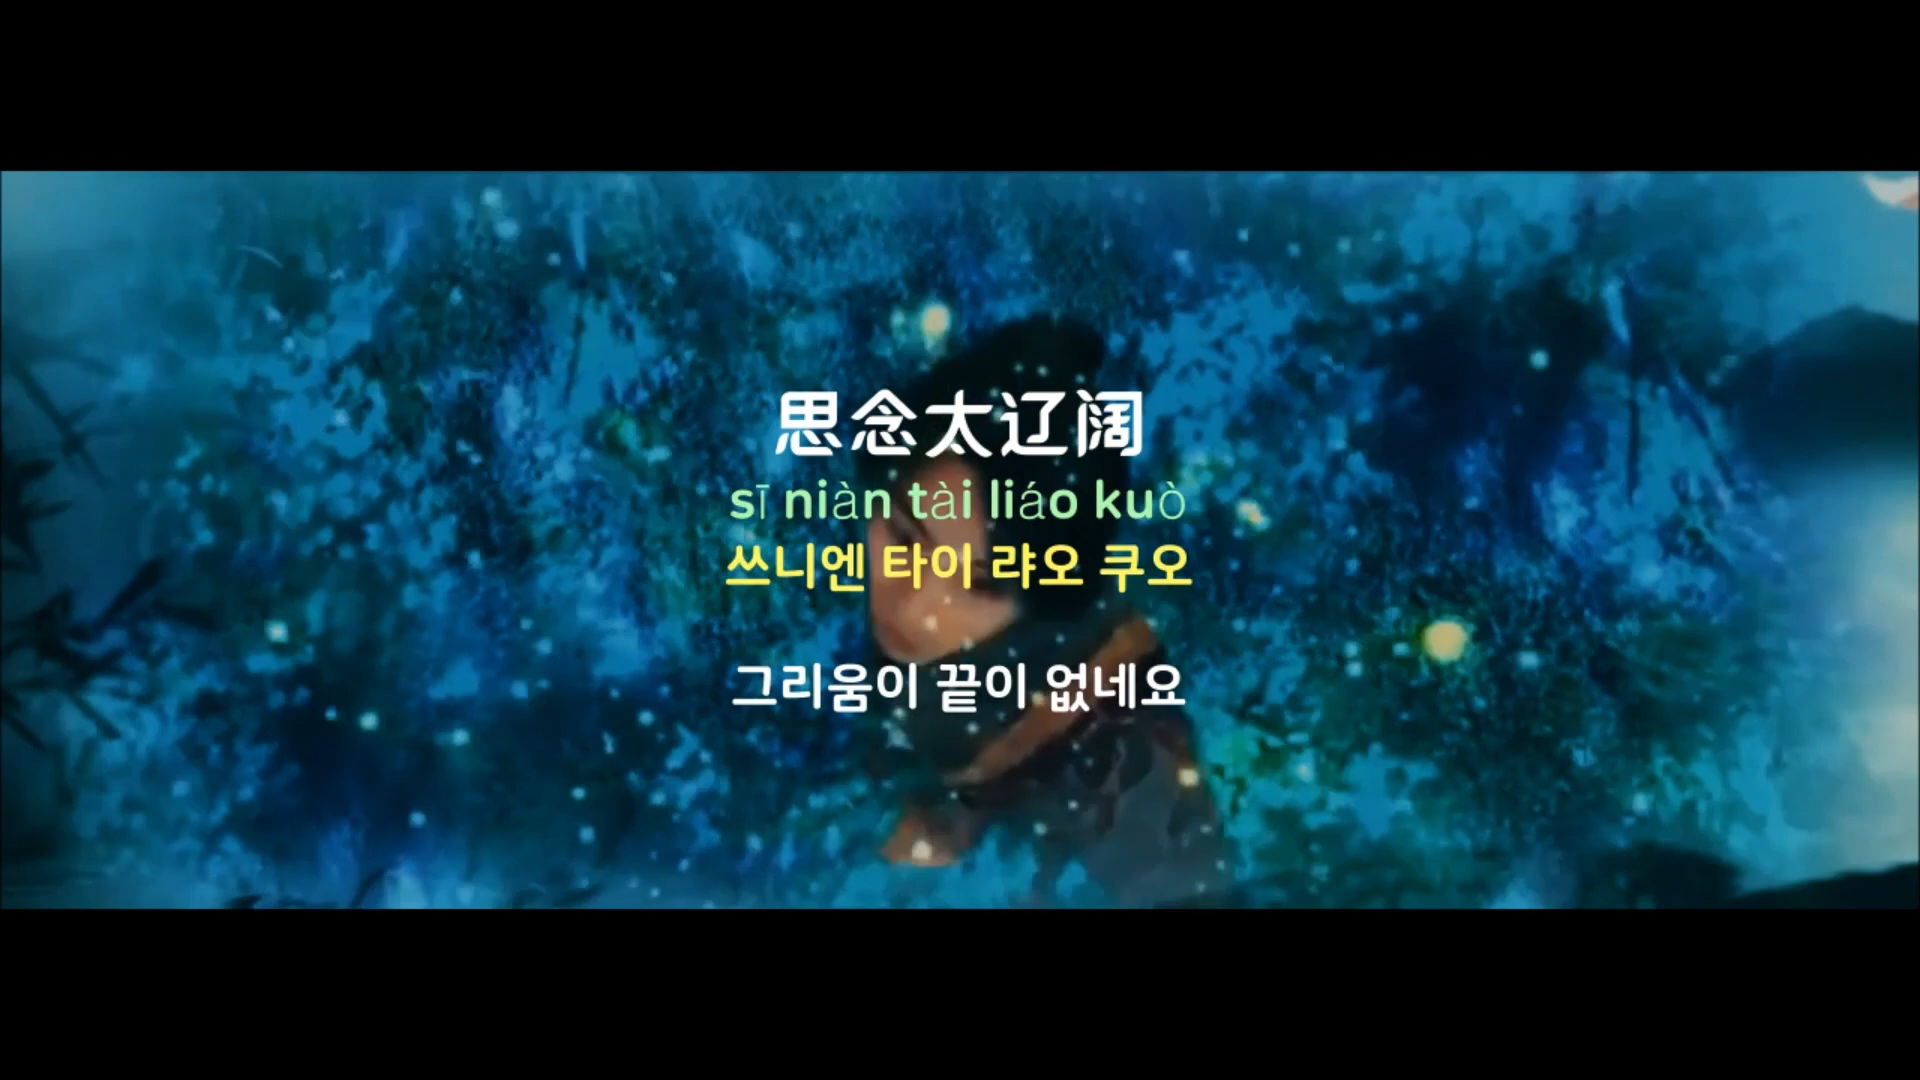 思念太辽阔
sī niàn tài liáo kuò
쓰니엔 타이 랴오 쿠오
그리움이 끝이 없네요